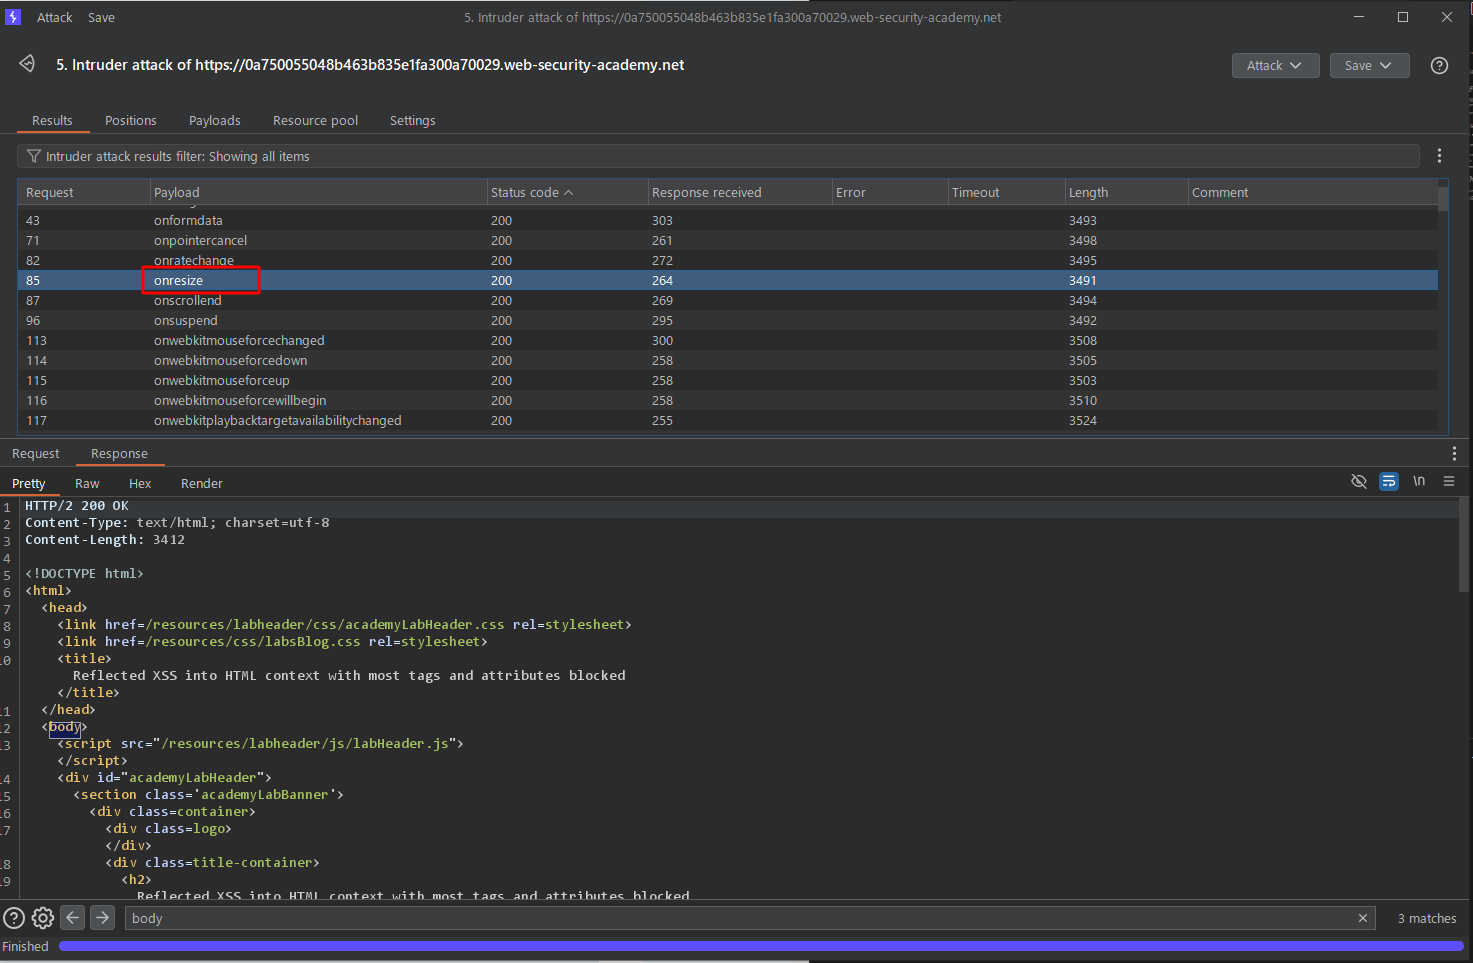 Attack Save 5. Intruder attack of https://0a750055048b463b835e1fa300a70029.web-security-academy.net
5. Intruder attack of https://0a750055048b463b835e1fa300a70029.web-security-academy.net Attack Save
Results Positions Payloads Resource pool Settings
Intruder attack results filter: Showing all items
Request Payload Status code Response received Error Timeout Length Comment
43 onformdata 200 303 3493
71 onpointercancel 200 261 3498
82 onratechange 200 272 3495
85 onresize 200 264 3491
87 onscrollend 200 269 3494
96 onsuspend 200 295 3492
113 onwebkitmouseforcechanged 200 300 3508
114 onwebkitmouseforcedown 200 258 3505
115 onwebkitmouseforceup 200 258 3503
116 onwebkitmouseforcewillbegin 200 258 3510
117 onwebkitplaybacktargetavailabilitychanged 200 255 3524
Request Response
Pretty Raw Hex Render \n
1 HTTP/2 200 OK
2 Content-Type: text/html; charset=utf-8
3 Content-Length: 3412
4
5 <!DOCTYPE html>
6 <html>
7 <head>
8 <link href=/resources/labheader/css/academyLabHeader.css rel=stylesheet>
9 <link href=/resources/css/labsBlog.css rel=stylesheet>
10 <title>
Reflected XSS into HTML context with most tags and attributes blocked
</title>
11 </head>
12 <body>
13 <script src="/resources/labheader/js/labHeader.js">
</script>
14 <div id="academyLabHeader">
15 <section class='academyLabBanner'>
16 <div class=container>
17 <div class=logo>
</div>
18 <div class=title-container>
19 <h2>
Reflected XSS into HTML context with most tags and attributes blocked
body 3 matches
Finished